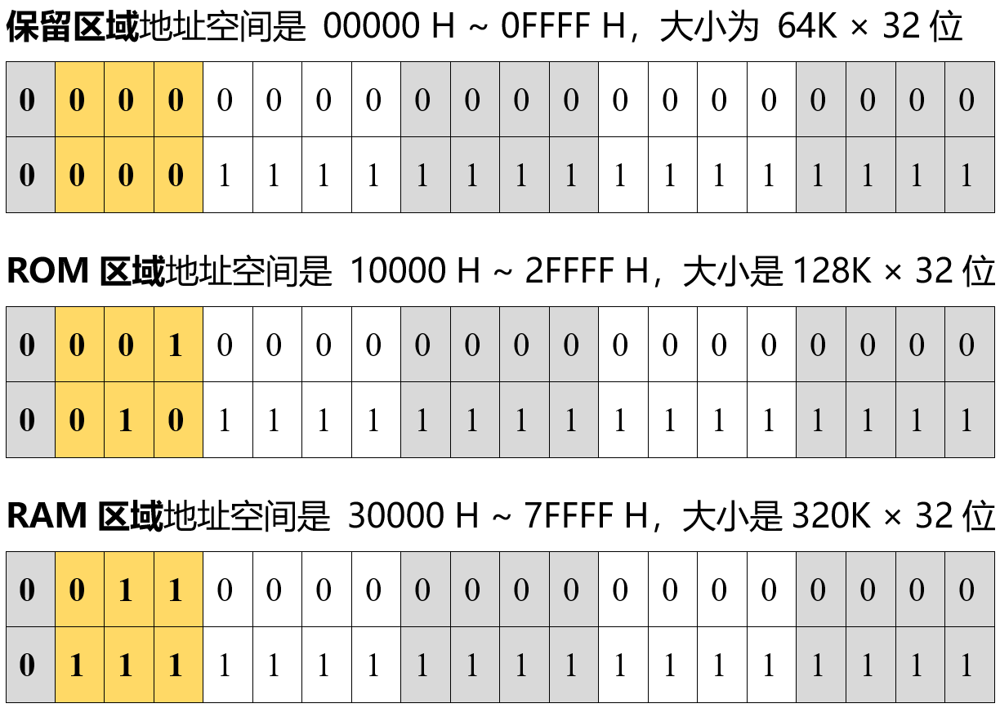 保留区域地址空间是 00000 H ~ 0FFFF H，大小为 64K × 32 位
0 0 0 0 0 0 0 0 0 0 0 0 0 0 0 0 0 0 0 0
0 0 0 0 1 1 1 1 1 1 1 1 1 1 1 1 1 1 1 1
ROM 区域地址空间是 10000 H ~ 2FFFF H，大小是 128K × 32 位
0 0 0 1 0 0 0 0 0 0 0 0 0 0 0 0 0 0 0 0
0 0 1 0 1 1 1 1 1 1 1 1 1 1 1 1 1 1 1 1
RAM 区域地址空间是 30000 H ~ 7FFFF H，大小是 320K × 32 位
0 0 1 1 0 0 0 0 0 0 0 0 0 0 0 0 0 0 0 0
0 1 1 1 1 1 1 1 1 1 1 1 1 1 1 1 1 1 1 1